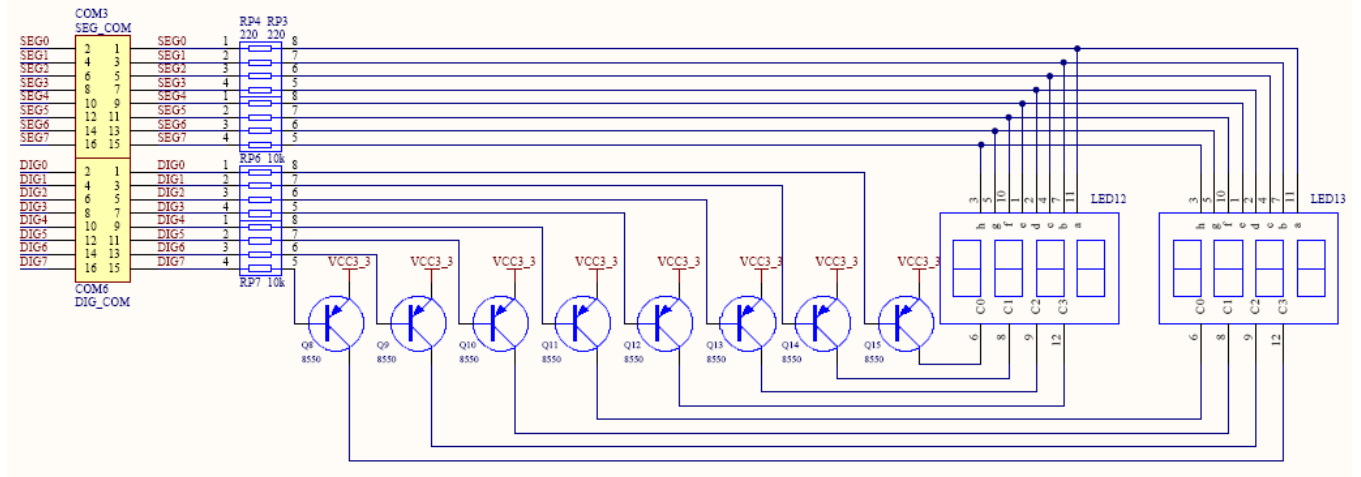 COM3
SEG_COM
RP4 RP3
220 220
SEG0 2 1 SEG0 1 8
SEG1 4 3 SEG1 2 7
SEG2 6 5 SEG2 3 6
SEG3 8 7 SEG3 4 5
SEG4 10 9 SEG4 1 8
SEG5 12 11 SEG5 2 7
SEG6 14 13 SEG6 3 6
SEG7 16 15 SEG7 4 5
RP6 10k
DIG0 2 1 DIG0 1 8
DIG1 4 3 DIG1 2 7
DIG2 6 5 DIG2 3 6
DIG3 8 7 DIG3 4 5
DIG4 10 9 DIG4 1 8
DIG5 12 11 DIG5 2 7
DIG6 14 13 DIG6 3 6
DIG7 16 15 DIG7 4 5
RP7 10k
COM6
DIG_COM
VCC3_3 VCC3_3 VCC3_3 VCC3_3 VCC3_3 VCC3_3 VCC3_3 VCC3_3
Q8 Q9 Q10 Q11 Q12 Q13 Q14 Q15
8550 8550 8550 8550 8550 8550 8550 8550
3 5 10 1 2 4 7 11 LED12
h g f e d c b a
C0 C1 C2 C3
6 8 9 12
3 5 10 1 2 4 7 11 LED13
h g f e d c b a
C0 C1 C2 C3
6 8 9 12